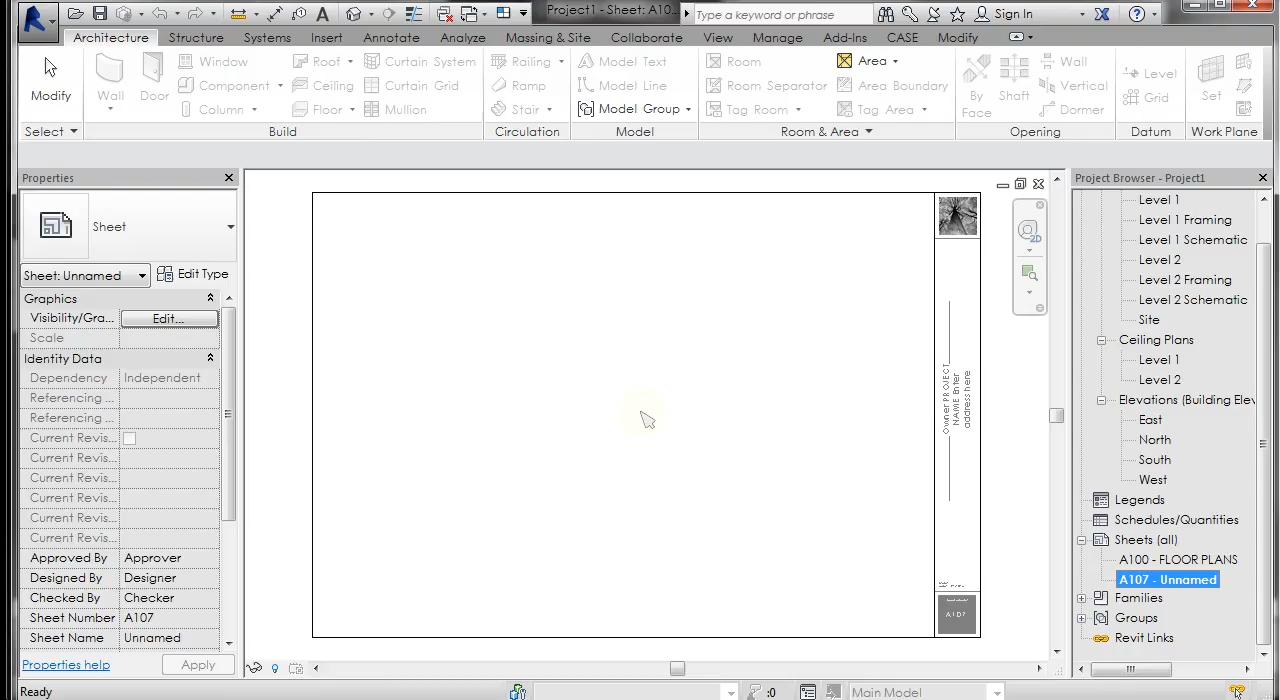 Project1 - Sheet: A10...
Type a keyword or phrase
Sign In
Architecture Structure Systems Insert Annotate Analyze Massing & Site Collaborate View Manage Add-Ins CASE Modify
Modify
Wall
Door
Window
Component
Column
Roof
Ceiling
Floor
Curtain System
Curtain Grid
Mullion
Railing
Ramp
Stair
Model Text
Model Line
Model Group
Room
Room Separator
Tag Room
Area
Area Boundary
Tag Area
By
Face
Shaft
Wall
Vertical
Dormer
Level
Grid
Set
Select
Build
Circulation
Model
Room & Area
Opening
Datum
Work Plane
Properties
Sheet
Sheet: Unnamed
Edit Type
Graphics
Visibility/Gra... Edit...
Scale
Identity Data
Dependency Independent
Referencing ...
Referencing ...
Current Revis...
Current Revis...
Current Revis...
Current Revis...
Current Revis...
Current Revis...
Approved By Approver
Designed By Designer
Checked By Checker
Sheet Number A107
Sheet Name Unnamed
Properties help
Apply
2D
Owner PROJECT
NAME Enter
address here
A107
Project Browser - Project1
Level 1
Level 1 Framing
Level 1 Schematic
Level 2
Level 2 Framing
Level 2 Schematic
Site
Ceiling Plans
Level 1
Level 2
Elevations (Building Elev
East
North
South
West
Legends
Schedules/Quantities
Sheets (all)
A100 - FLOOR PLANS
A107 - Unnamed
Families
Groups
Revit Links
Ready
:0
Main Model